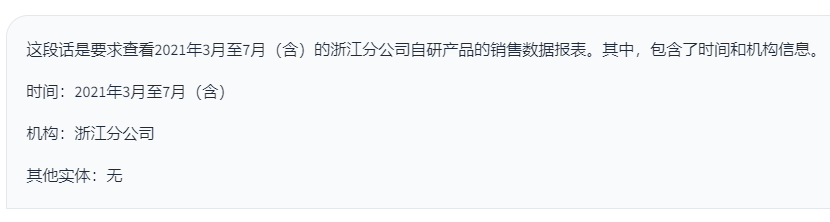 这段话是要求查看2021年3月至7月（含）的浙江分公司自研产品的销售数据报表。其中，包含了时间和机构信息。
时间：2021年3月至7月（含）
机构：浙江分公司
其他实体：无